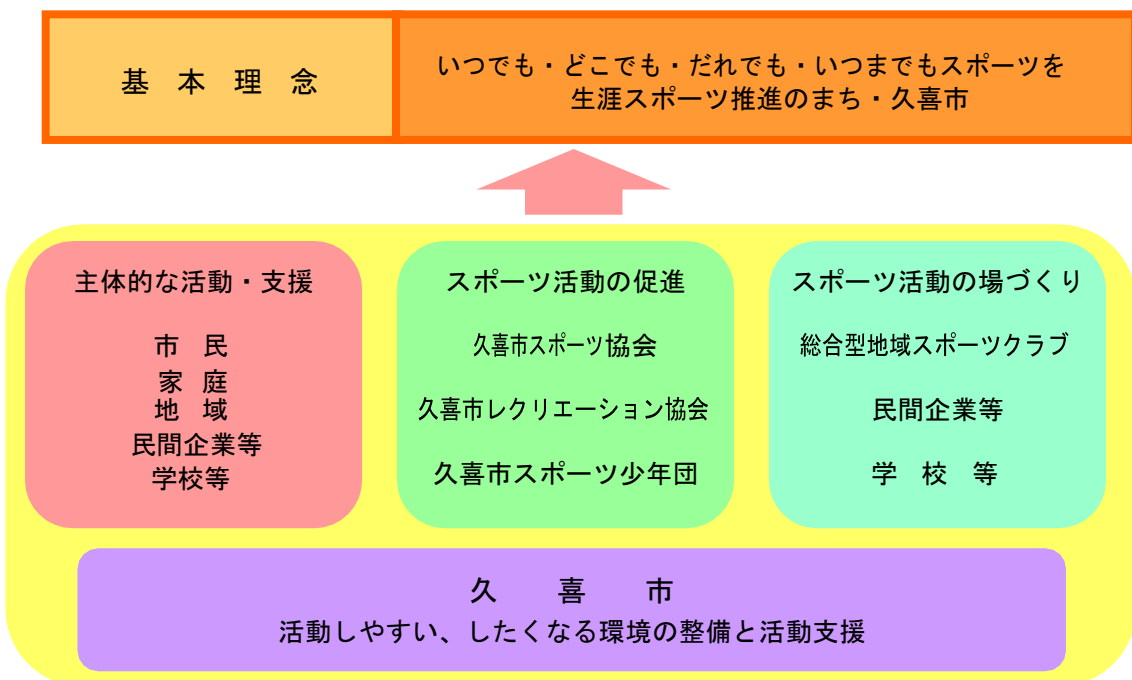 基本理念
いつでも・どこでも・だれでも・いつまでもスポーツを
生涯スポーツ推進のまち・久喜市
主体的な活動・支援
市民
家庭
地域
民間企業等
学校等
スポーツ活動の促進
久喜市スポーツ協会
久喜市レクリエーション協会
久喜市スポーツ少年団
スポーツ活動の場づくり
総合型地域スポーツクラブ
民間企業等
学校等
久喜市
活動しやすい、したくなる環境の整備と活動支援